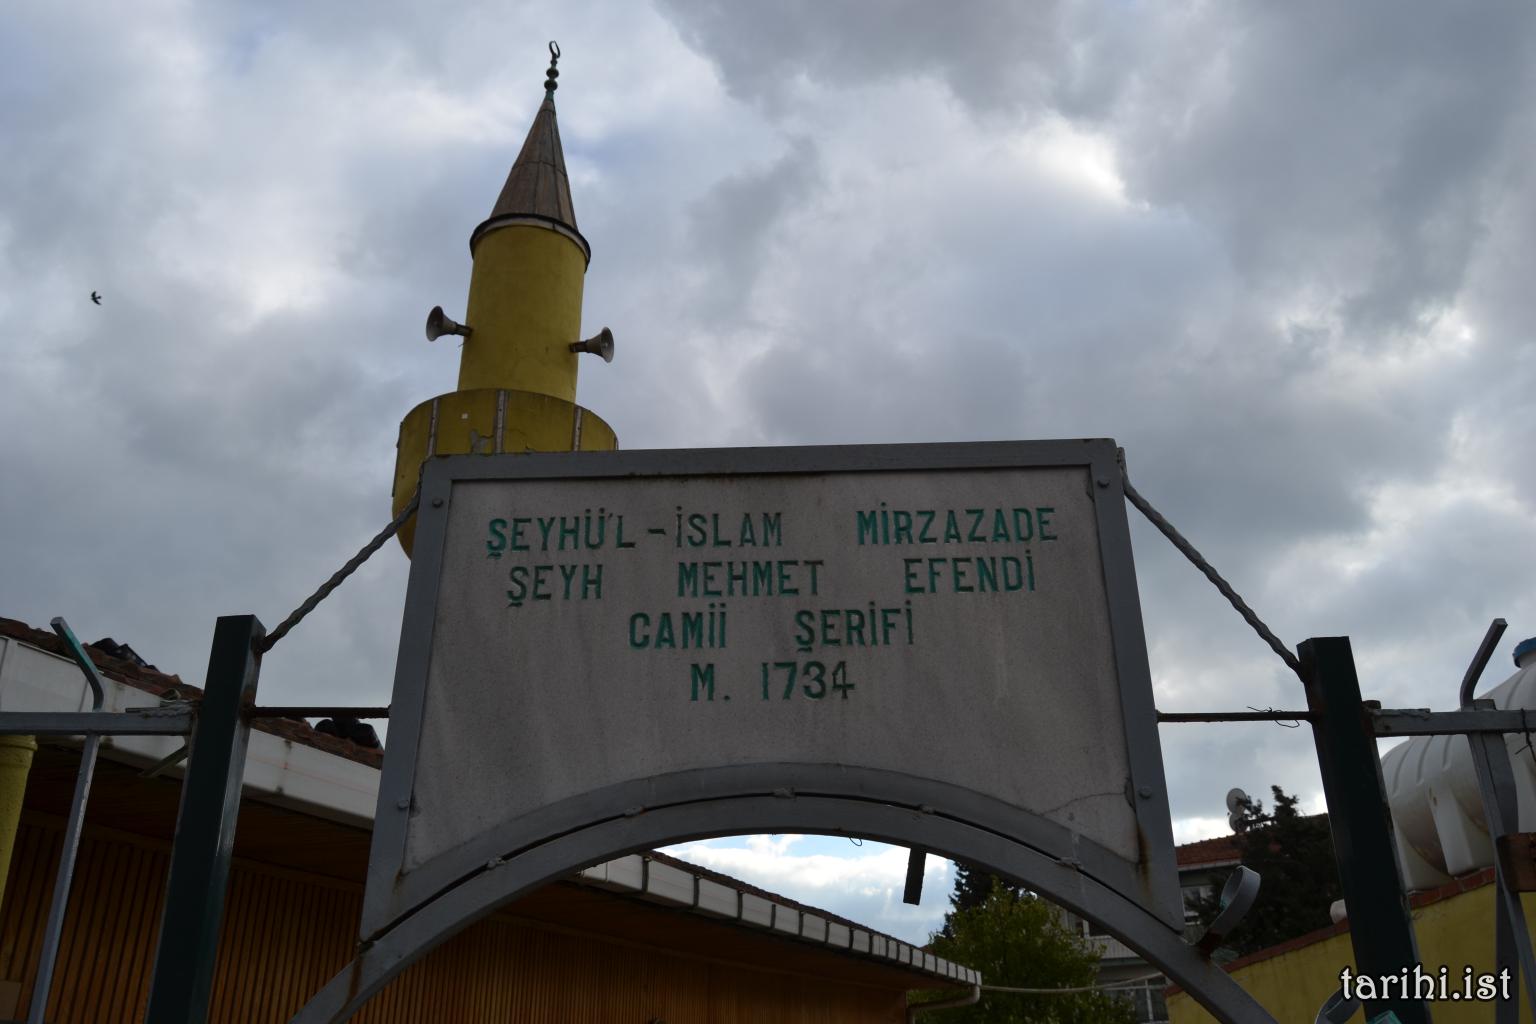 ŞEYHÜ'L-İSLAM MİRZAZADE
ŞEYH MEHMET EFENDİ
CAMİİ ŞERİFİ
M. 1734
tarihi.ist